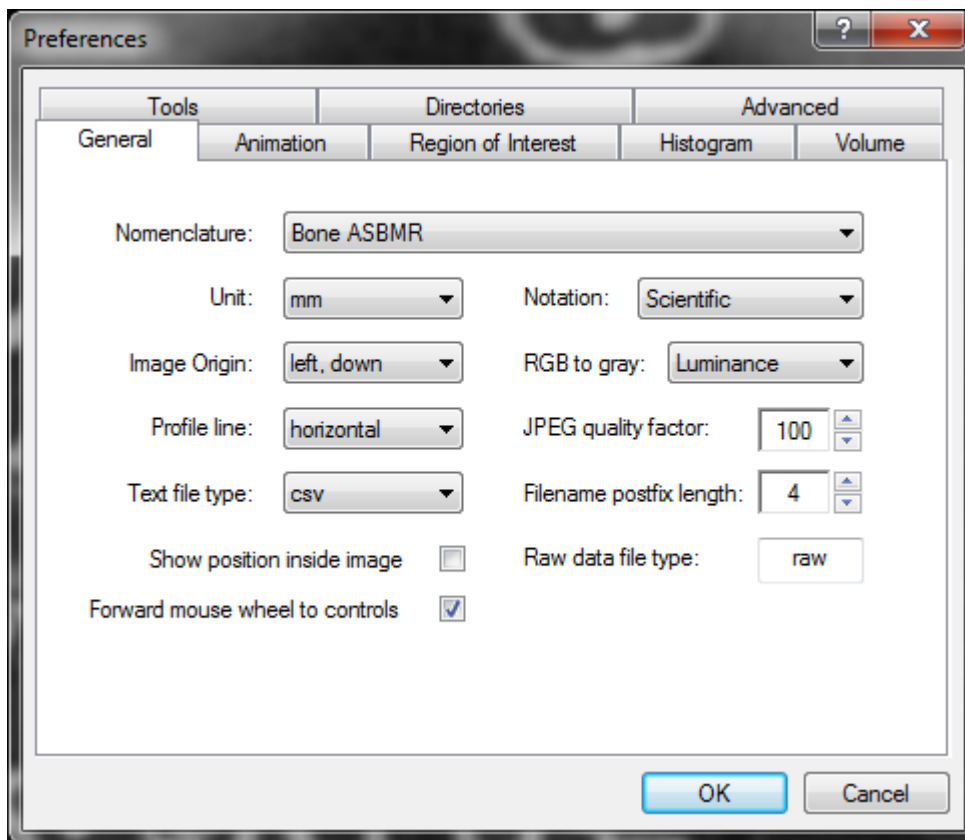 Preferences
?
Tools Directories Advanced
General Animation Region of Interest Histogram Volume
Nomenclature: Bone ASBMR
Unit: mm Notation: Scientific
Image Origin: left, down RGB to gray: Luminance
Profile line: horizontal JPEG quality factor: 100
Text file type: csv Filename postfix length: 4
Show position inside image Raw data file type: raw
Forward mouse wheel to controls
OK Cancel